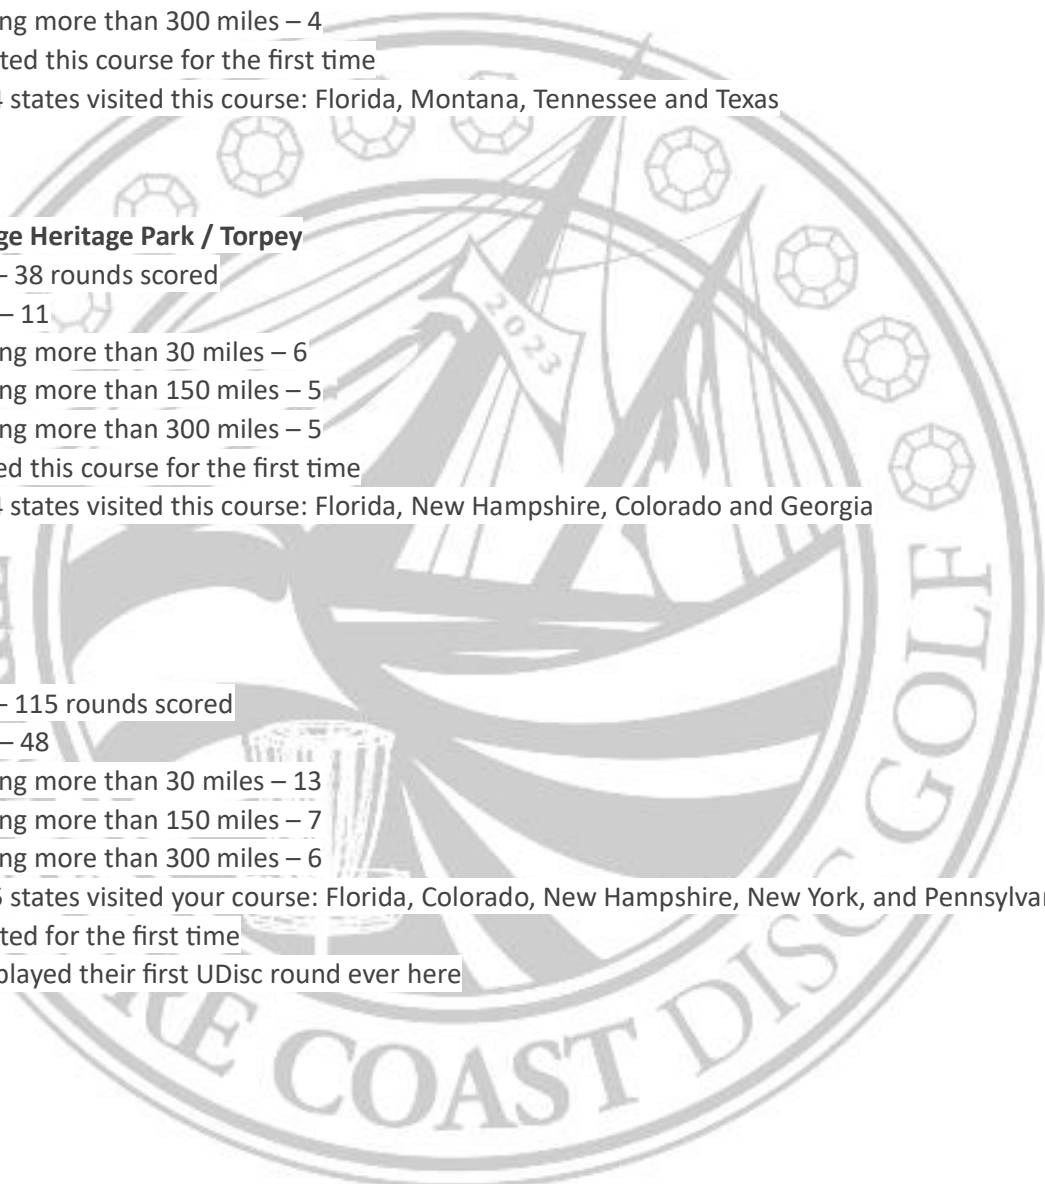 ng more than 300 miles – 4
ted this course for the first time
4 states visited this course: Florida, Montana, Tennessee and Texas
ge Heritage Park / Torpey
– 38 rounds scored
– 11
ng more than 30 miles – 6
ng more than 150 miles – 5
ng more than 300 miles – 5
ed this course for the first time
4 states visited this course: Florida, New Hampshire, Colorado and Georgia
– 115 rounds scored
– 48
ng more than 30 miles – 13
ng more than 150 miles – 7
ng more than 300 miles – 6
5 states visited your course: Florida, Colorado, New Hampshire, New York, and Pennsylva
ted for the first time
played their first UDisc round ever here
2023
RE COAST DISC GOLF